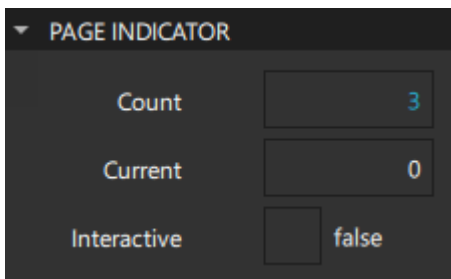 PAGE INDICATOR
Count 3
Current 0
Interactive false